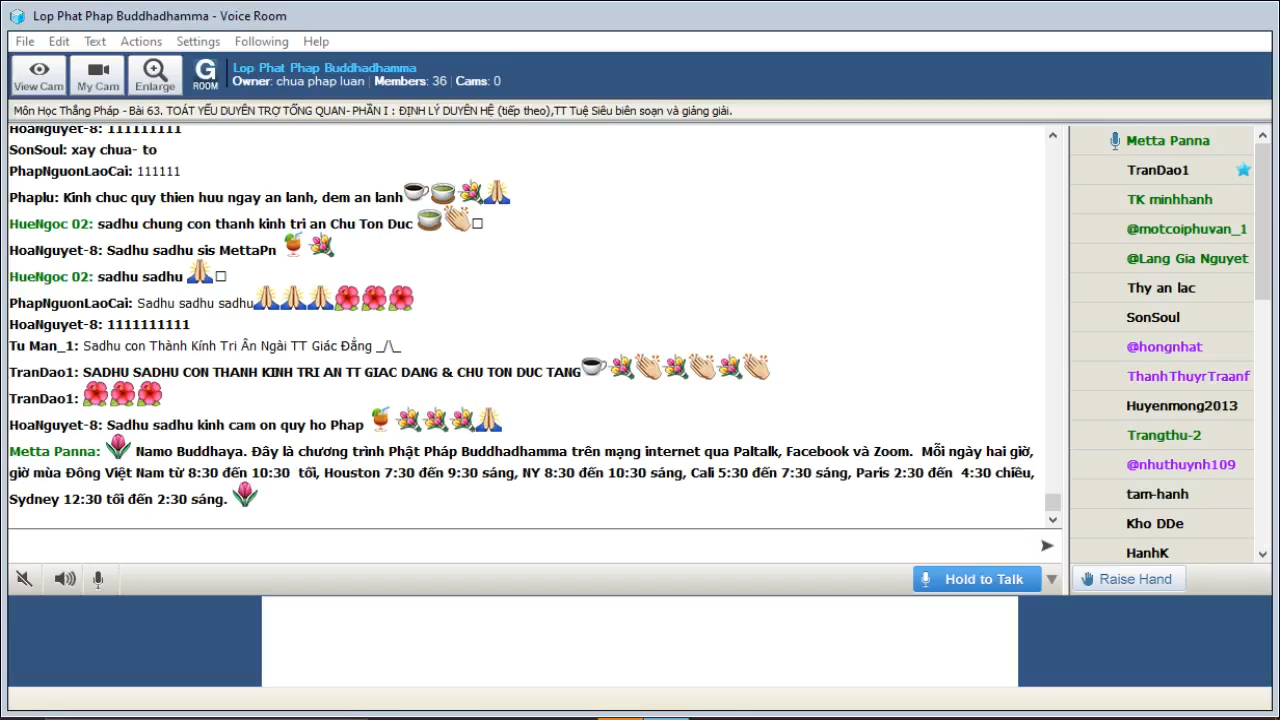 Lop Phat Phap Buddhadhamma - Voice Room
File Edit Text Actions Settings Following Help
View Cam My Cam Enlarge G ROOM
Lop Phat Phap Buddhadhamma
Owner: chua phap luan | Members: 36 | Cams: 0
Môn Học Thắng Pháp - Bài 63. TOÁT YẾU DUYÊN TRỢ TỔNG QUAN- PHẦN I : ĐỊNH LÝ DUYÊN HỆ (tiếp theo),TT Tuệ Siêu biên soạn và giảng giải.
HoaNguyet-8: 111111111
SonSoul: xay chua- to
PhapNguonLaoCai: 111111
Phaplu: Kinh chuc quy thien huu ngay an lanh, dem an lanh
HueNgoc 02: sadhu chung con thanh kinh tri an Chu Ton Duc
HoaNguyet-8: Sadhu sadhu sis MettaPn
HueNgoc 02: sadhu sadhu
PhapNguonLaoCai: Sadhu sadhu sadhu
HoaNguyet-8: 1111111111
Tu Man_1: Sadhu con Thành Kính Tri Ân Ngài TT Giác Đẳng _/\_
TranDao1: SADHU SADHU CON THANH KINH TRI AN TT GIAC DANG & CHU TON DUC TANG
TranDao1:
HoaNguyet-8: Sadhu sadhu kinh cam on quy ho Phap
Metta Panna: Namo Buddhaya. Đây là chương trình Phật Pháp Buddhadhamma trên mạng internet qua Paltalk, Facebook và Zoom. Mỗi ngày hai giờ,
giờ mùa Đông Việt Nam từ 8:30 đến 10:30 tối, Houston 7:30 đến 9:30 sáng, NY 8:30 đến 10:30 sáng, Cali 5:30 đến 7:30 sáng, Paris 2:30 đến 4:30 chiều,
Sydney 12:30 tối đến 2:30 sáng.
Metta Panna
TranDao1
TK minhhanh
@motcoiphuvan_1
@Lang Gia Nguyet
Thy an lac
SonSoul
@hongnhat
ThanhThuyrTraanf
Huyenmong2013
Trangthu-2
@nhuthuynh109
tam-hanh
Kho DDe
HanhK
Hold to Talk
Raise Hand